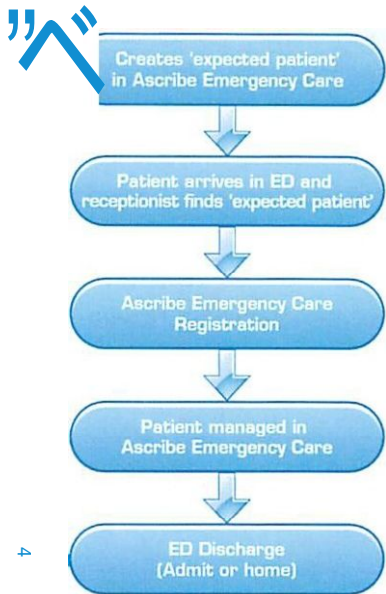 ”べ
Creates 'expected patient'
in Ascribe Emergency Care
Patient arrives in ED and
receptionist finds 'expected patient'
Ascribe Emergency Care
Registration
Patient managed in
Ascribe Emergency Care
ED Discharge
(Admit or home)
4